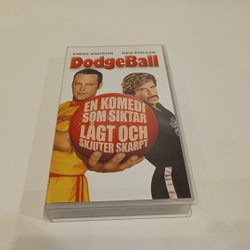 VINCE VAUGHN BEN STILLER
DodgeBall
EN KOMEDI
SOM SIKTAR
LÅGT OCH
SKJUTER SKARPT